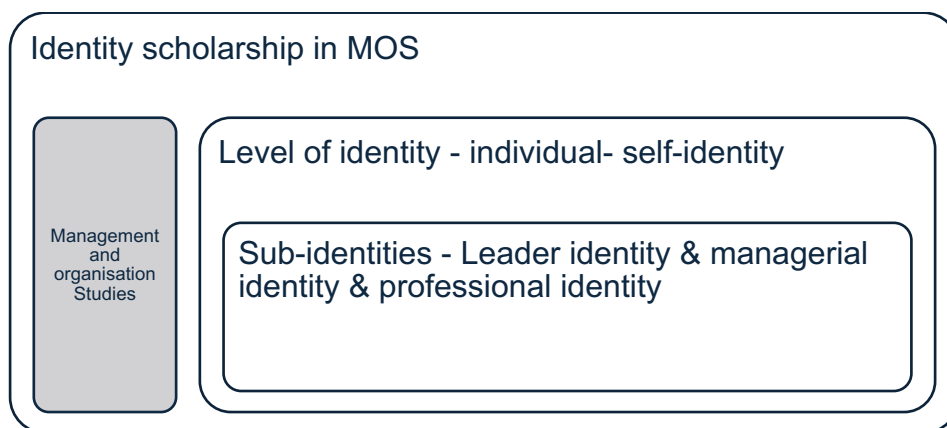 Identity scholarship in MOS
Management
and
organisation
Studies
Level of identity - individual- self-identity
Sub-identities - Leader identity & managerial
identity & professional identity